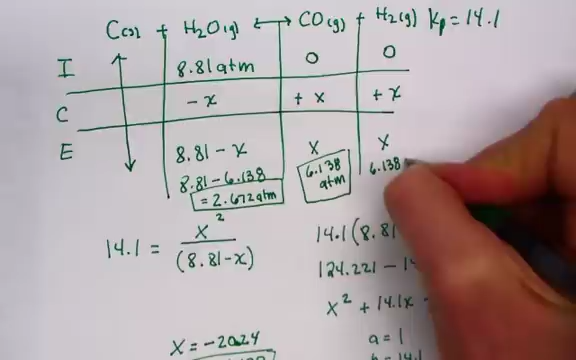 C(s) + H₂O(g) ⟷ CO(g) + H₂(g) Kp = 14.1
I 8.81 atm 0 0
C - x + x + x
E 8.81 - x x x
8.81 - 6.138 6.138 atm 6.138
= 2.672 atm
14.1 = x² / (8.81 - x)
14.1(8.81
124.221 - 14
x² + 14.1x -
x = -20.24
a = 1